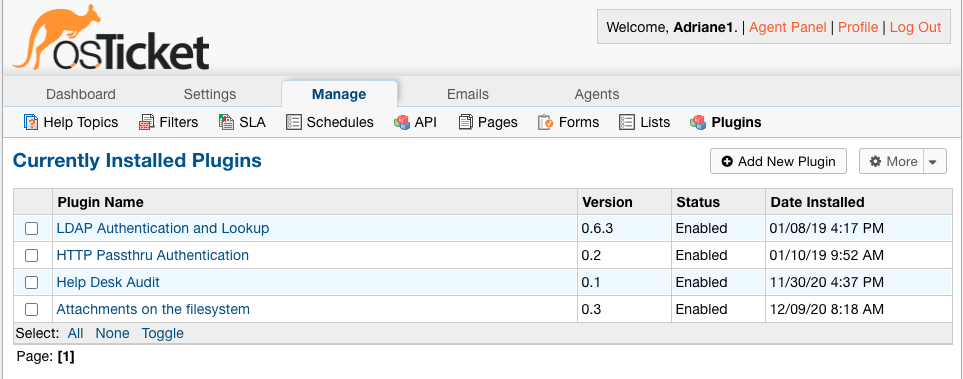 osTicket
Welcome, Adriane1. | Agent Panel | Profile | Log Out
Dashboard Settings Manage Emails Agents
Help Topics Filters SLA Schedules API Pages Forms Lists Plugins
Currently Installed Plugins Add New Plugin More
Plugin Name Version Status Date Installed
LDAP Authentication and Lookup 0.6.3 Enabled 01/08/19 4:17 PM
HTTP Passthru Authentication 0.2 Enabled 01/10/19 9:52 AM
Help Desk Audit 0.1 Enabled 11/30/20 4:37 PM
Attachments on the filesystem 0.3 Enabled 12/09/20 8:18 AM
Select: All None Toggle
Page: [1]